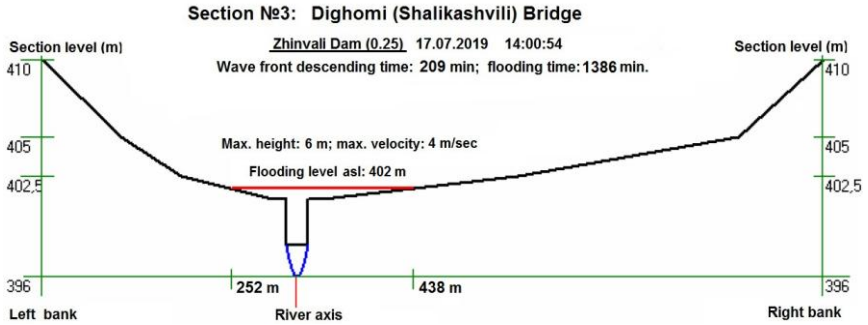 Section №3: Dighomi (Shalikashvili) Bridge
Zhinvali Dam (0.25) 17.07.2019 14:00:54
Section level (m)
Section level (m)
Wave front descending time: 209 min; flooding time: 1386 min.
410
410
405
405
Max. height: 6 m; max. velocity: 4 m/sec
Flooding level asl: 402 m
402,5
402,5
396
252 m
438 m
396
Left bank
River axis
Right bank